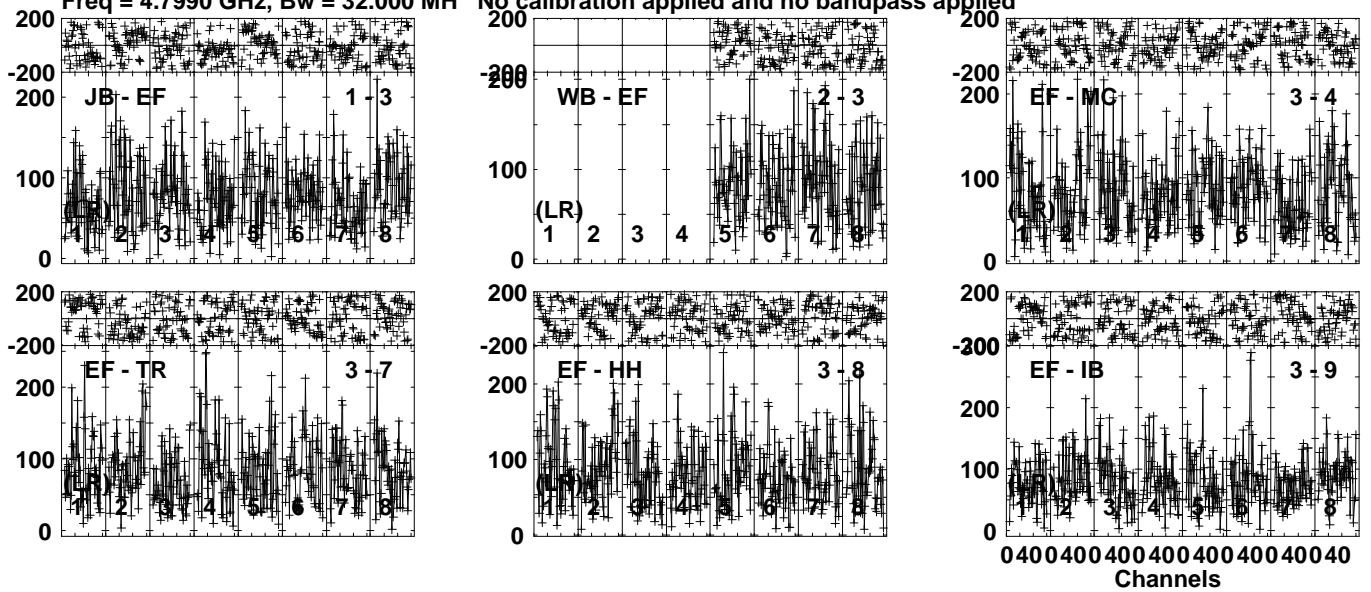 Freq = 4.7990 GHz, Bw = 32.000 MH No calibration applied and no bandpass applied
200
-200
200
100
0
JB - EF 1 - 3
(LR)
1 2 3 4 5 6 7 8
200
-200
200
100
0
WB - EF 2 - 3
(LR)
1 2 3 4 5 6 7 8
200
-200
200
100
0
EF - MC 3 - 4
(LR)
1 2 3 4 5 6 7 8
200
-200
200
100
0
EF - TR 3 - 7
(LR)
1 2 3 4 5 6 7 8
200
-200
200
100
0
EF - HH 3 - 8
(LR)
1 2 3 4 5 6 7 8
200
-200
300
200
100
0
EF - IB 3 - 9
(LR)
1 2 3 4 5 6 7 8
0 40 0 40 0 40 0 40 0 40 0 40 0 40 0 40
Channels